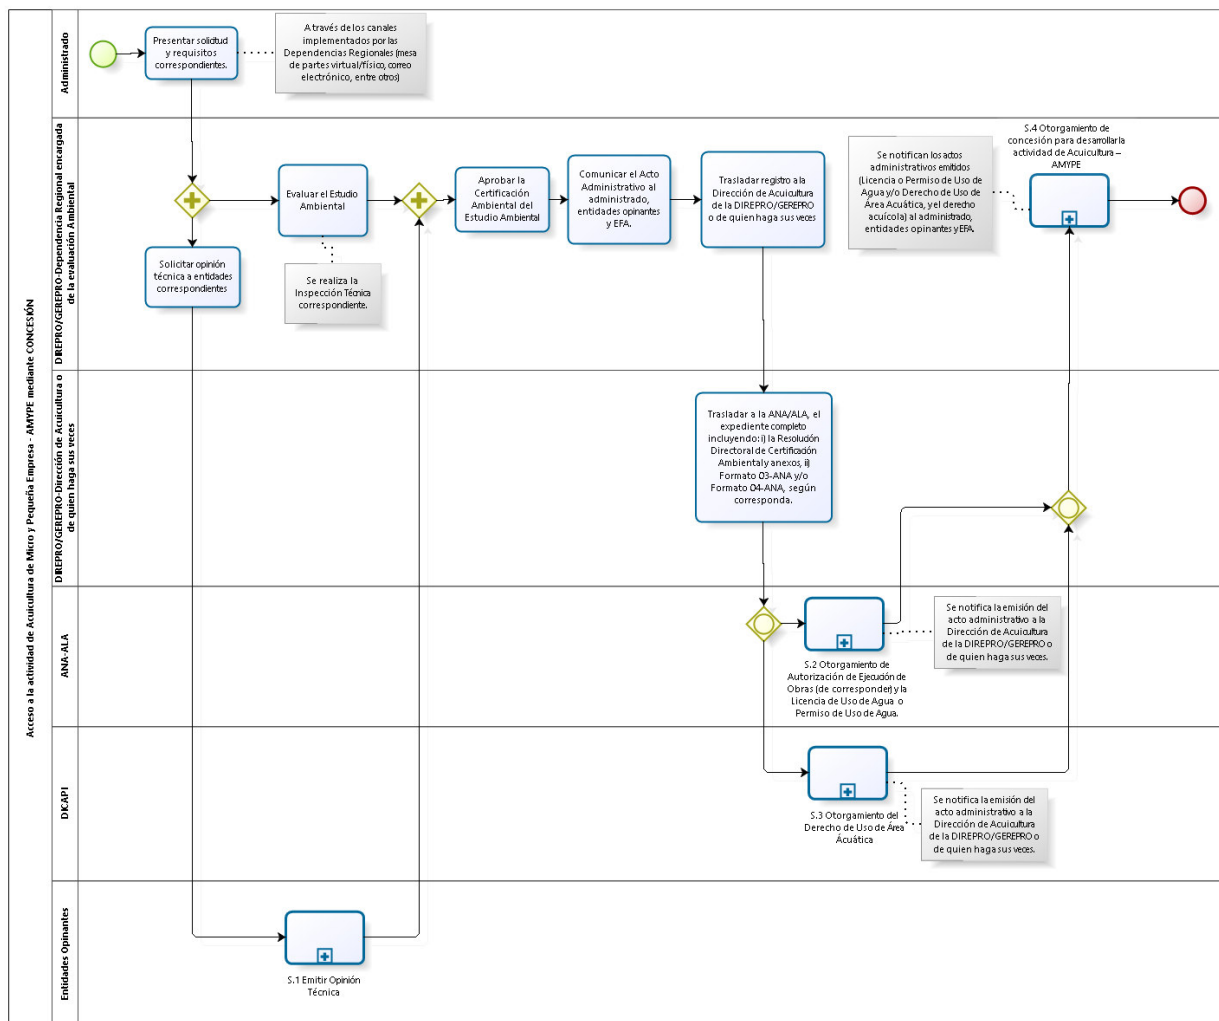 Acceso a la actividad de Acuicultura de Micro y Pequeña Empresa - AMYPE mediante CONCESIÓN
Administrado
Presentar solicitud
y requisitos
correspondientes.
A través de los canales
implementados por las
Dependencias Regionales (mesa
de partes virtual/físico, correo
electrónico, entre otros)
DIREPRO/GEREPRO-Dependencia Regional encargada
de la evaluación Ambiental
Evaluar el Estudio
Ambiental
Solicitar opinión
técnica a entidades
correspondientes
Se realiza la
Inspección Técnica
correspondiente.
Aprobar la
Certificación
Ambiental del
Estudio Ambiental
Comunicar el Acto
Administrativo al
administrado,
entidades
opinantes y EFA.
Trasladar registro a la
Dirección de Acuicultura
de la DIREPRO/GEREPRO
o de quien haga sus veces
Se notifican los actos
administrativos emitidos
(Licencia o Permiso de Uso de
Agua y/o Derecho de Uso de
Área Acuática, y el derecho
acuícola) al administrado,
entidades opinantes y EFA.
S.4 Otorgamiento de
concesión para desarrollar la
actividad de Acuicultura –
AMYPE
DIREPRO/GEREPRO-Dirección de Acuicultura o
de quien haga sus veces
Trasladar a la ANA/ALA, el
expediente completo
incluyendo: i) la Resolución
Directoral de Certificación
Ambiental y anexos, ii)
Formato 03-ANA y/o
Formato 04-ANA, según
corresponda.
ANA-ALA
S.2 Otorgamiento de
Autorización de Ejecución de
Obras (de corresponder) y la
Licencia de Uso de Agua o
Permiso de Uso de Agua.
Se notifica la emisión del
acto administrativo a la
Dirección de Acuicultura
de la DIREPRO/GEREPRO o
de quien haga sus veces.
DICAPI
S.3 Otorgamiento del
Derecho de Uso de Área
Ácuática
Se notifica la emisión del
acto administrativo a la
Dirección de Acuicultura
de la DIREPRO/GEREPRO o
de quien haga sus veces.
Entidades Opinantes
S.1 Emitir Opinión
Técnica